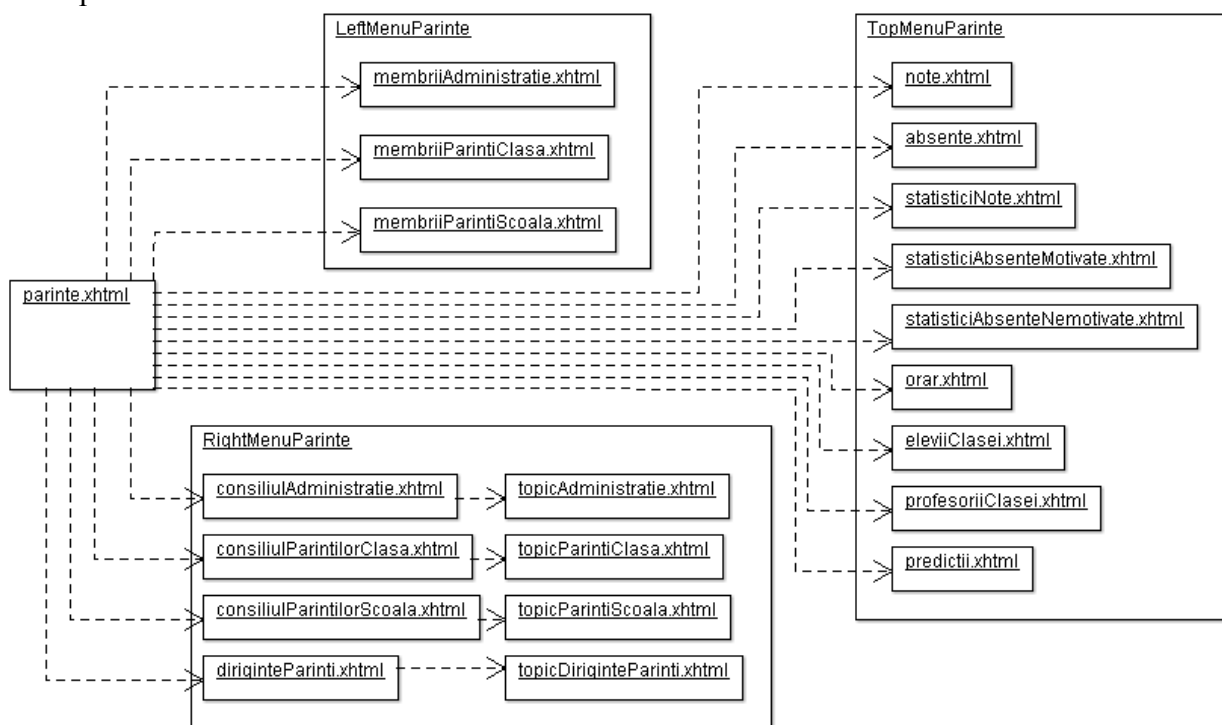 LeftMenuParinte
membriiAdministratie.xhtml
membriiParintiClasa.xhtml
membriiParintiScoala.xhtml
TopMenuParinte
note.xhtml
absente.xhtml
statisticiNote.xhtml
statisticiAbsenteMotivate.xhtml
statisticiAbsenteNemotivate.xhtml
orar.xhtml
eleviiClasei.xhtml
profesoriiClasei.xhtml
predictii.xhtml
parinte.xhtml
RightMenuParinte
consiliulAdministratie.xhtml topicAdministratie.xhtml
consiliulParintilorClasa.xhtml topicParintiClasa.xhtml
consiliulParintilorScoala.xhtml topicParintiScoala.xhtml
diriginteParinti.xhtml topicDiriginteParinti.xhtml